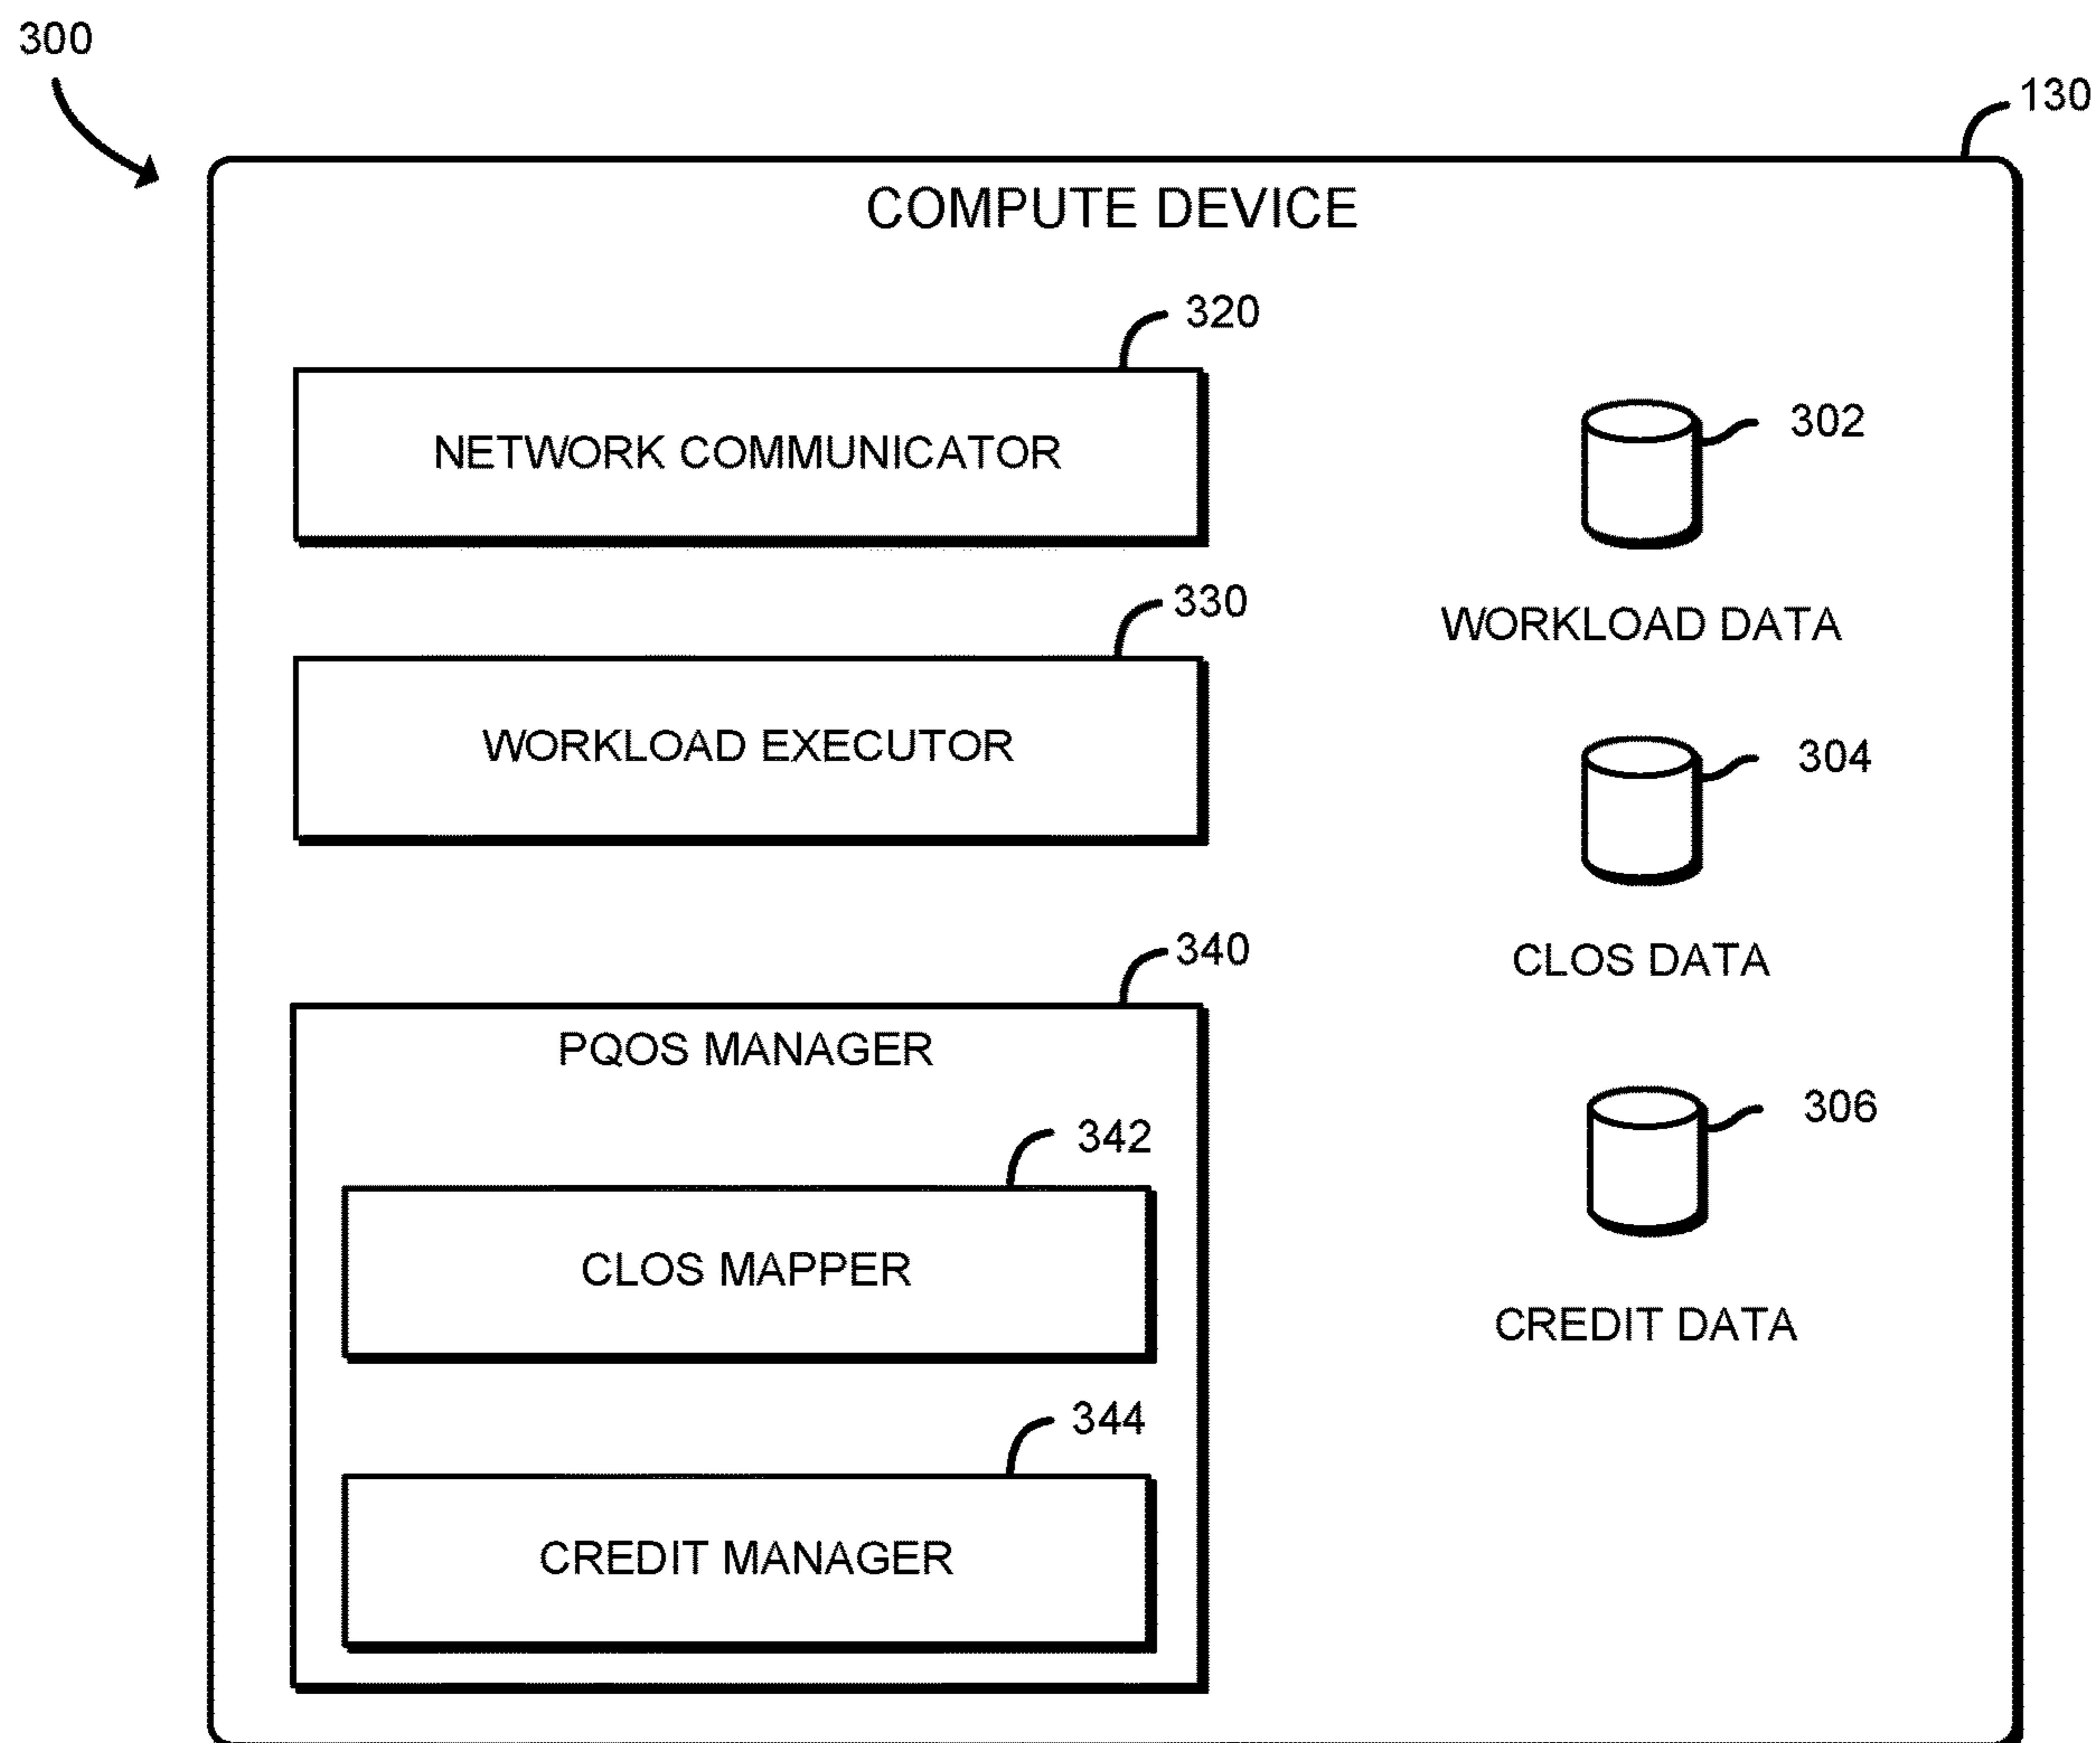 300
130
COMPUTE DEVICE
320
NETWORK COMMUNICATOR
302
WORKLOAD DATA
330
WORKLOAD EXECUTOR
304
CLOS DATA
340
PQOS MANAGER
306
CREDIT DATA
342
CLOS MAPPER
344
CREDIT MANAGER